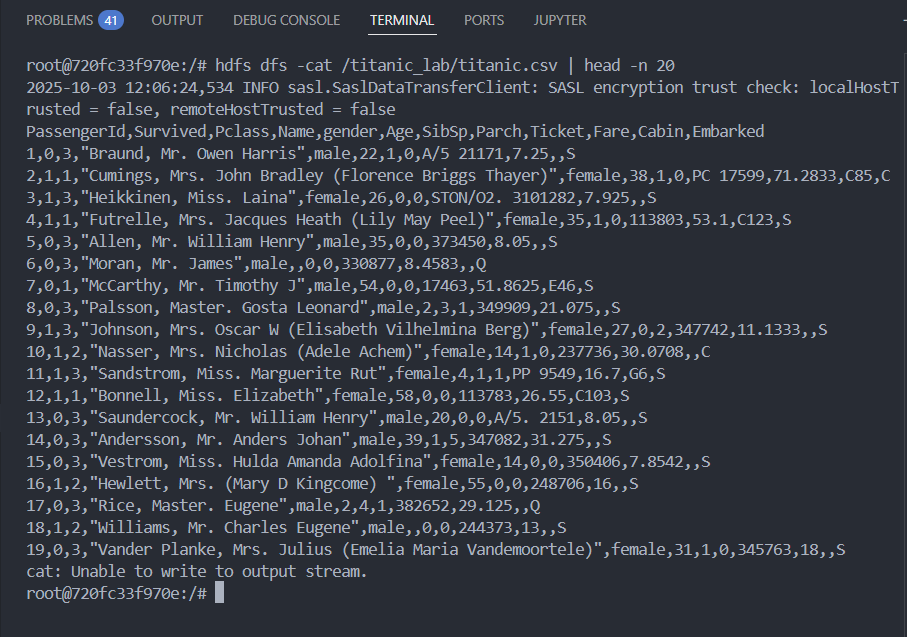 PROBLEMS 41 OUTPUT DEBUG CONSOLE TERMINAL PORTS JUPYTER
root@720fc33f970e:/# hdfs dfs -cat /titanic_lab/titanic.csv | head -n 20
2025-10-03 12:06:24,534 INFO sasl.SaslDataTransferClient: SASL encryption trust check: localHostT
rusted = false, remoteHostTrusted = false
PassengerId,Survived,Pclass,Name,gender,Age,SibSp,Parch,Ticket,Fare,Cabin,Embarked
1,0,3,"Braund, Mr. Owen Harris",male,22,1,0,A/5 21171,7.25,,S
2,1,1,"Cumings, Mrs. John Bradley (Florence Briggs Thayer)",female,38,1,0,PC 17599,71.2833,C85,C
3,1,3,"Heikkinen, Miss. Laina",female,26,0,0,STON/O2. 3101282,7.925,,S
4,1,1,"Futrelle, Mrs. Jacques Heath (Lily May Peel)",female,35,1,0,113803,53.1,C123,S
5,0,3,"Allen, Mr. William Henry",male,35,0,0,373450,8.05,,S
6,0,3,"Moran, Mr. James",male,,0,0,330877,8.4583,,Q
7,0,1,"McCarthy, Mr. Timothy J",male,54,0,0,17463,51.8625,E46,S
8,0,3,"Palsson, Master. Gosta Leonard",male,2,3,1,349909,21.075,,S
9,1,3,"Johnson, Mrs. Oscar W (Elisabeth Vilhelmina Berg)",female,27,0,2,347742,11.1333,,S
10,1,2,"Nasser, Mrs. Nicholas (Adele Achem)",female,14,1,0,237736,30.0708,,C
11,1,3,"Sandstrom, Miss. Marguerite Rut",female,4,1,1,PP 9549,16.7,G6,S
12,1,1,"Bonnell, Miss. Elizabeth",female,58,0,0,113783,26.55,C103,S
13,0,3,"Saundercock, Mr. William Henry",male,20,0,0,A/5. 2151,8.05,,S
14,0,3,"Andersson, Mr. Anders Johan",male,39,1,5,347082,31.275,,S
15,0,3,"Vestrom, Miss. Hulda Amanda Adolfina",female,14,0,0,350406,7.8542,,S
16,1,2,"Hewlett, Mrs. (Mary D Kingcome) ",female,55,0,0,248706,16,,S
17,0,3,"Rice, Master. Eugene",male,2,4,1,382652,29.125,,Q
18,1,2,"Williams, Mr. Charles Eugene",male,,0,0,244373,13,,S
19,0,3,"Vander Planke, Mrs. Julius (Emelia Maria Vandemoortele)",female,31,1,0,345763,18,,S
cat: Unable to write to output stream.
root@720fc33f970e:/#